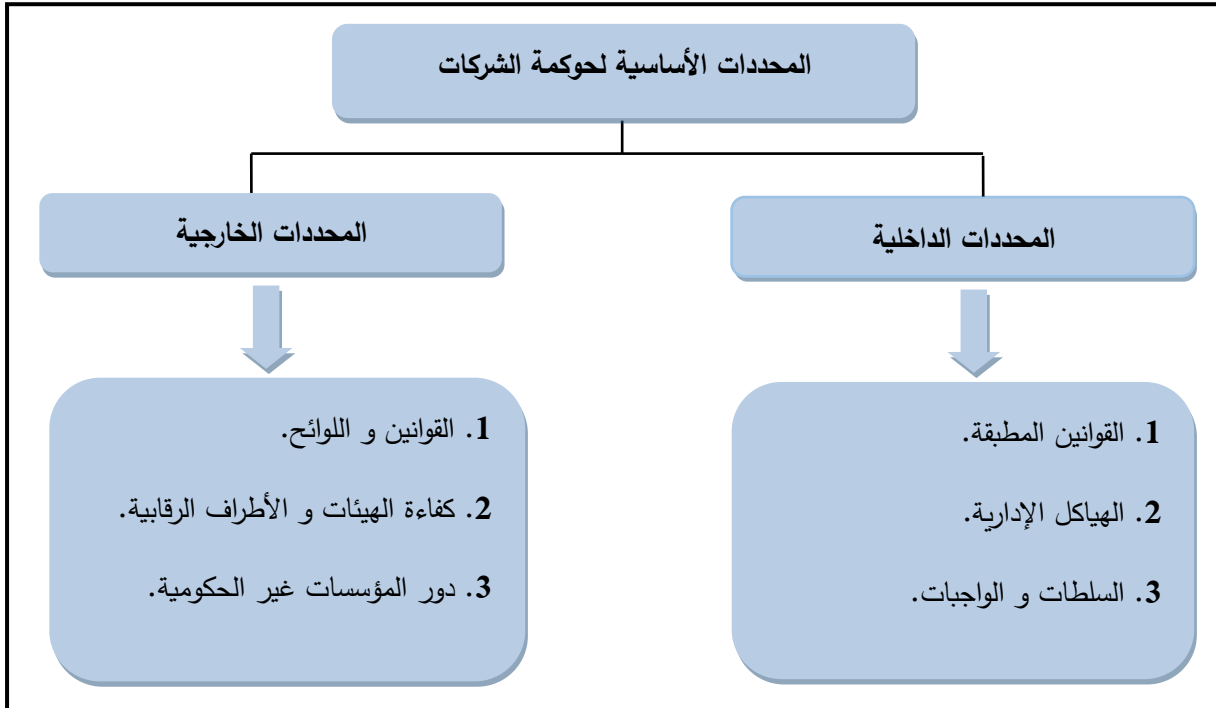 المحددات الأساسية لحوكمة الشركات
المحددات الداخلية
1. القوانين المطبقة.
2. الهياكل الإدارية.
3. السلطات و الواجبات.
المحددات الخارجية
1. القوانين و اللوائح.
2. كفاءة الهيئات و الأطراف الرقابية.
3. دور المؤسسات غير الحكومية.